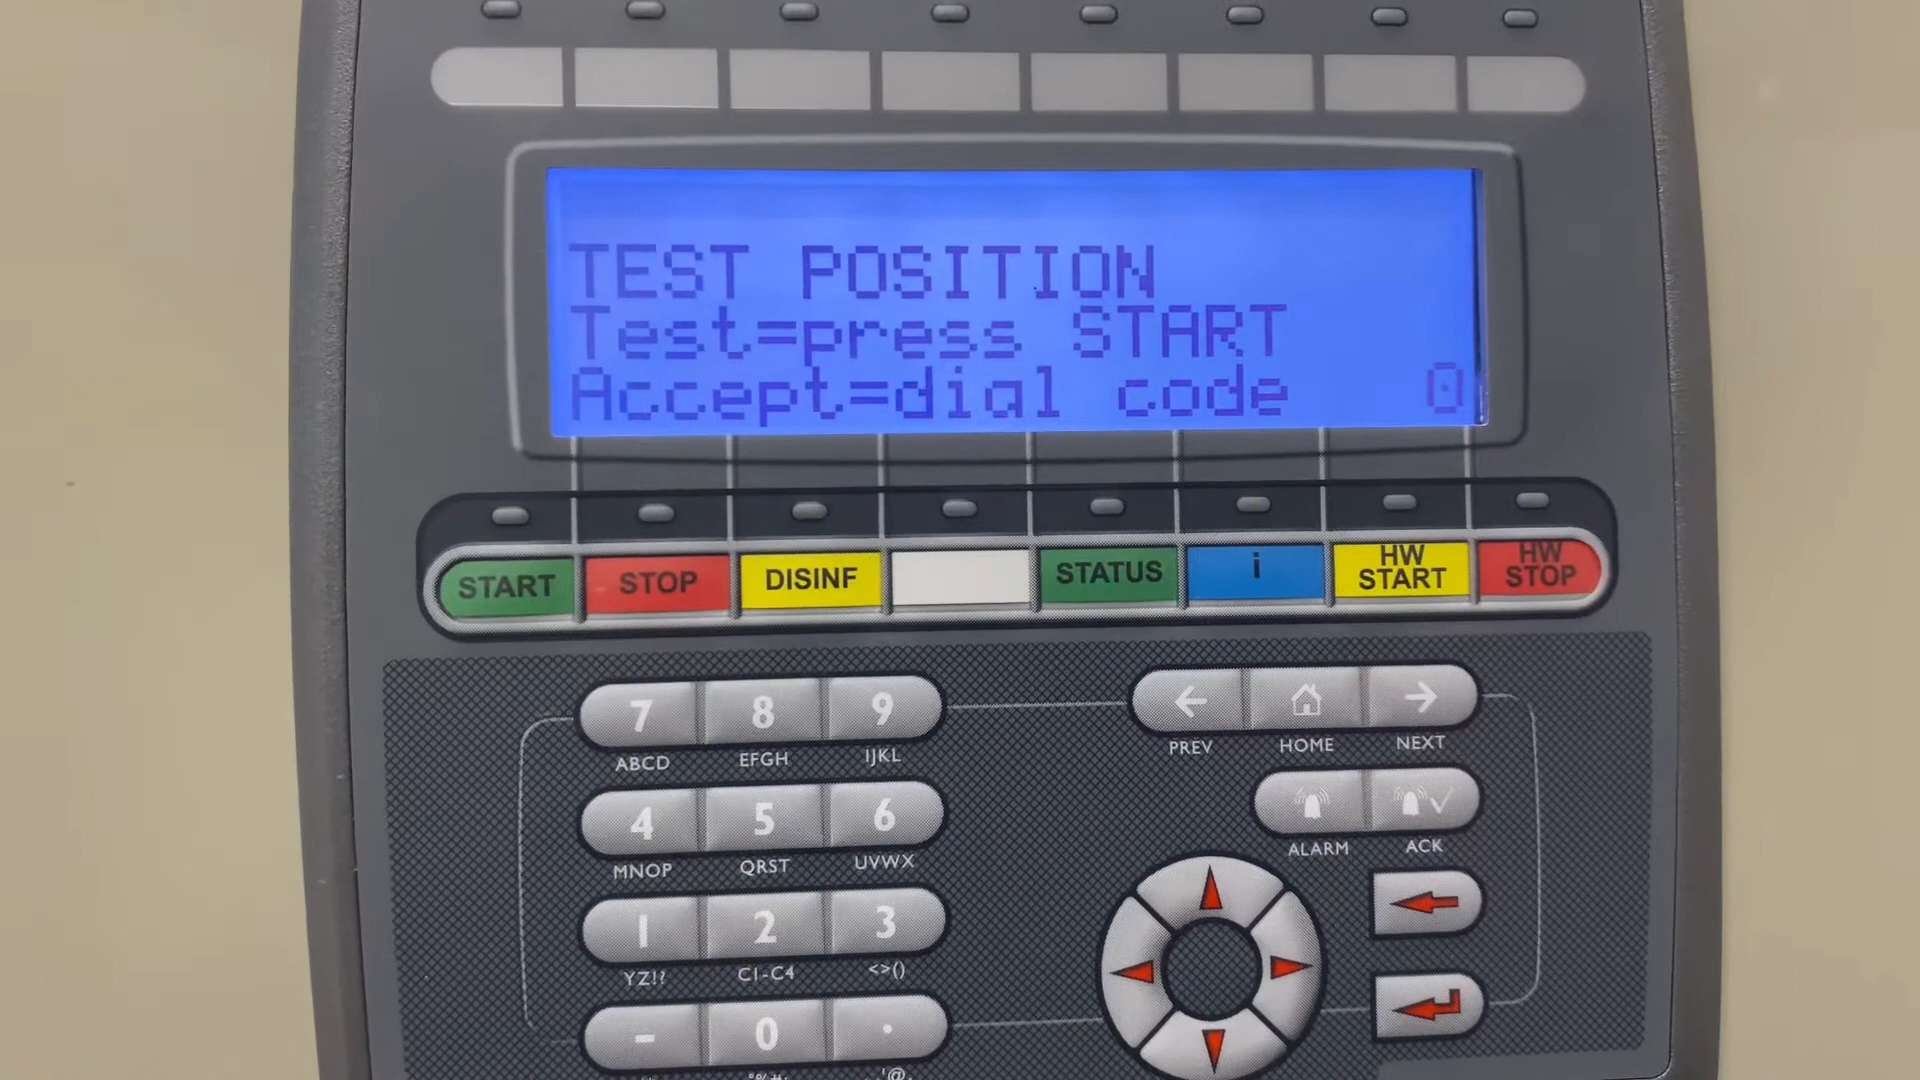 TEST POSITION
Test=press START
Accept=dial code 0
START STOP DISINF STATUS i HW START HW STOP
7 8 9
ABCD EFGH IJKL
PREV HOME NEXT
4 5 6
MNOP QRST UVWX
ALARM ACK
1 2 3
YZ!? C1-C4 <>()
- 0 .